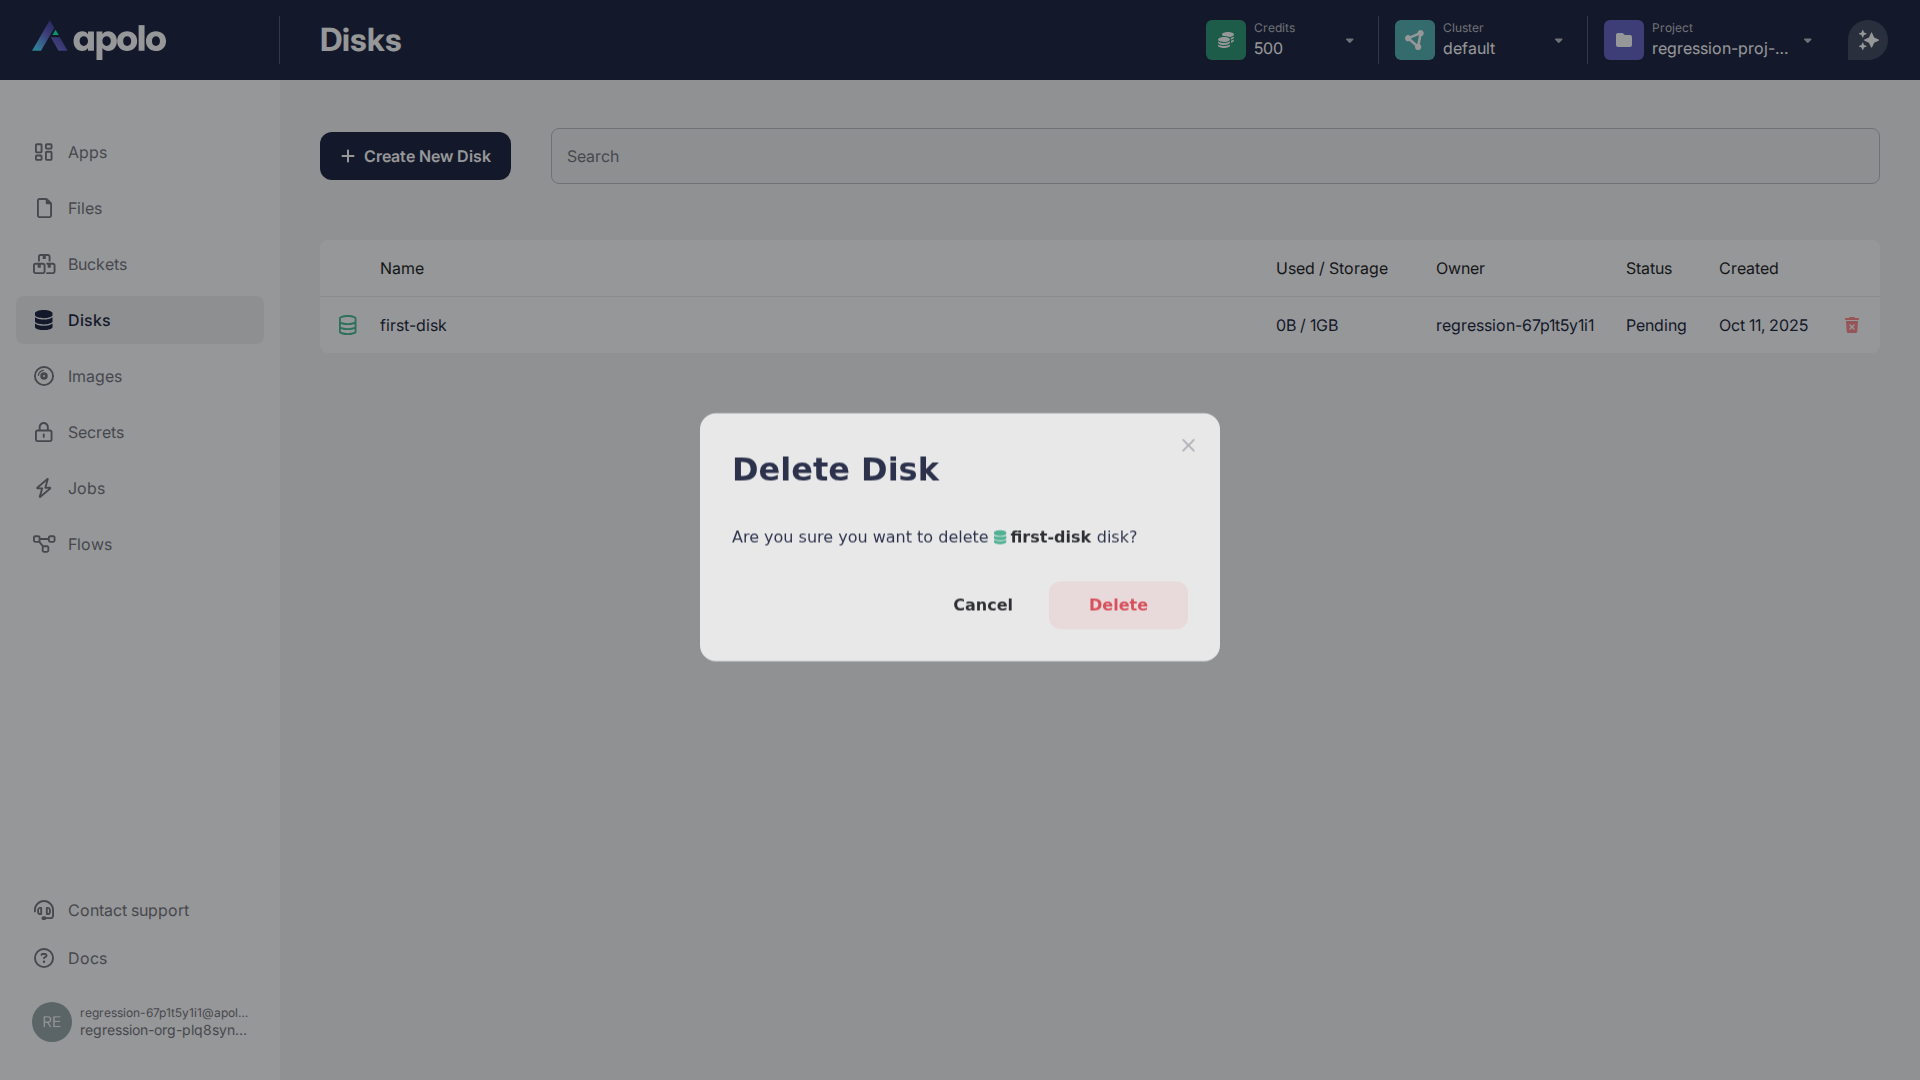 apolo
Disks
Credits
500
Cluster
default
Project
regression-proj-...
Apps
Files
Buckets
Disks
Images
Secrets
Jobs
Flows
Create New Disk
Search
Name Used / Storage Owner Status Created
first-disk 0B / 1GB regression-67p1t5y1i1 Pending Oct 11, 2025
Delete Disk
Are you sure you want to delete first-disk disk?
Cancel Delete
Contact support
Docs
RE
regression-67p1t5y1i1@apol...
regression-org-plq8syn...